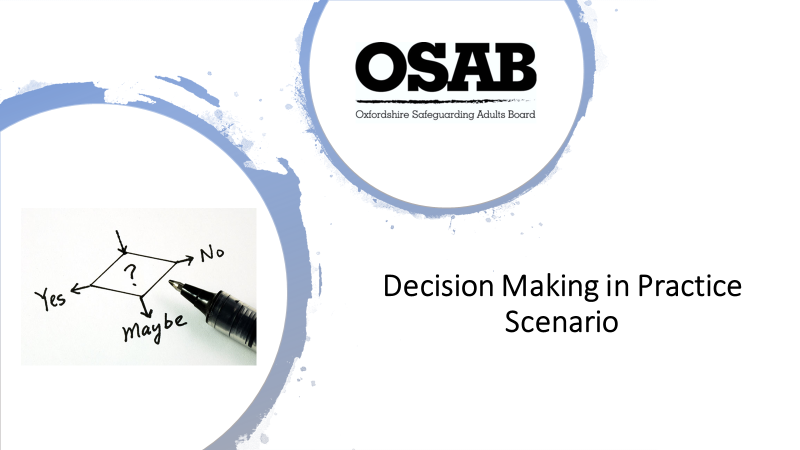 OSAB
Oxfordshire Safeguarding Adults Board
No
?
Yes
Maybe
Decision Making in Practice
Scenario